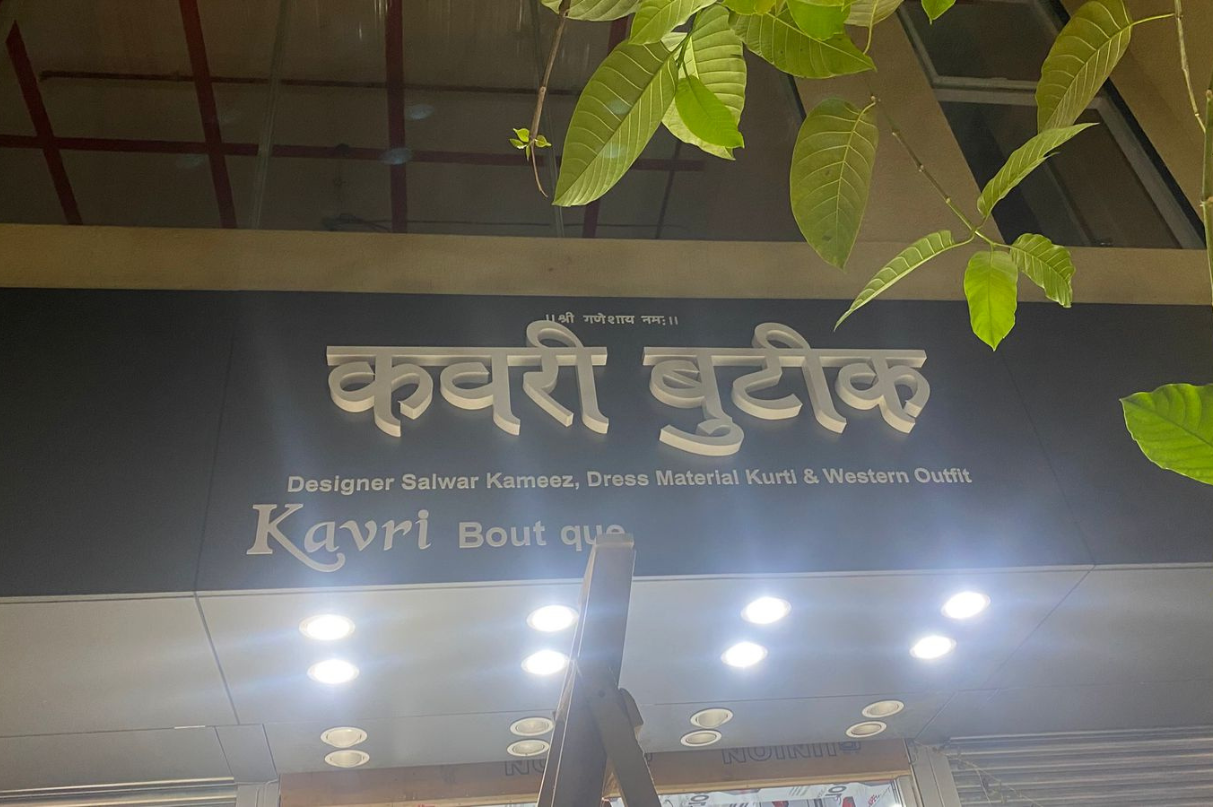 ।।श्री गणेशाय नमः।।
कवरी बुटीक
Designer Salwar Kameez, Dress Material Kurti & Western Outfit
Kavri Bout que